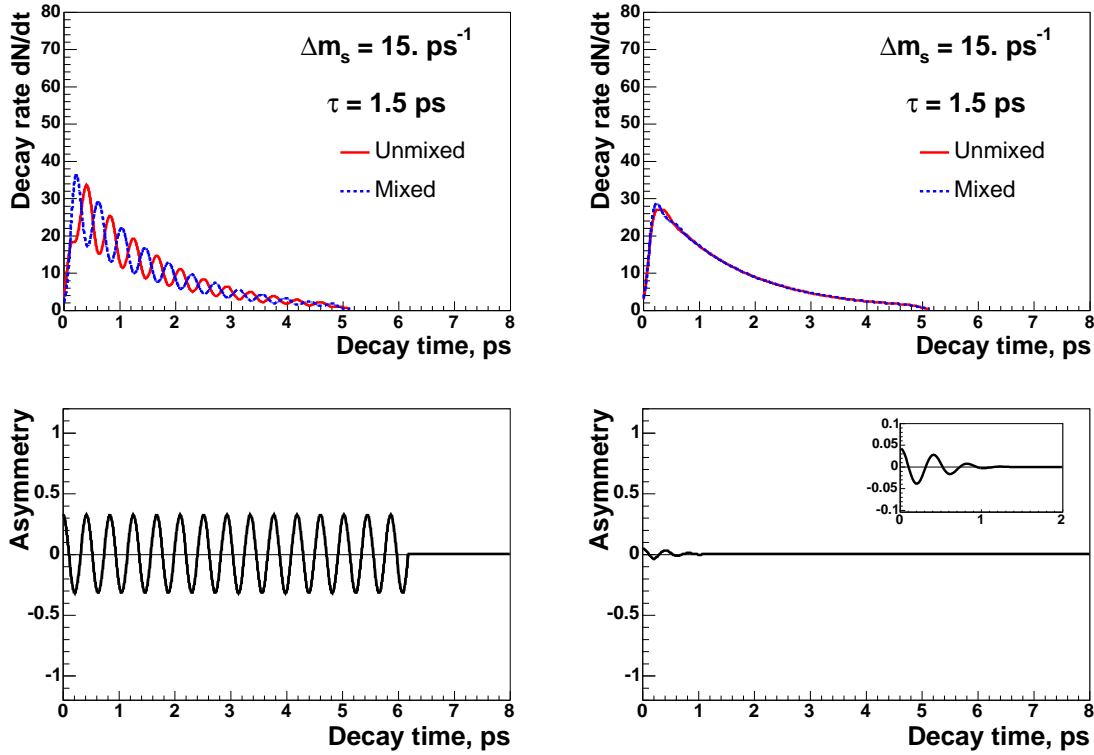 Decay rate dN/dt
80
70
60
50
40
30
20
10
0
Δmₛ = 15. ps⁻¹
τ = 1.5 ps
Unmixed
Mixed
0 1 2 3 4 5 6 7 8
Decay time, ps
Decay rate dN/dt
80
70
60
50
40
30
20
10
0
Δmₛ = 15. ps⁻¹
τ = 1.5 ps
Unmixed
Mixed
0 1 2 3 4 5 6 7 8
Decay time, ps
Asymmetry
1
0.5
0
-0.5
-1
0 1 2 3 4 5 6 7 8
Decay time, ps
Asymmetry
1
0.5
0
-0.5
-1
0.1
0.05
0
-0.05
-0.1
0 1 2
0 1 2 3 4 5 6 7 8
Decay time, ps